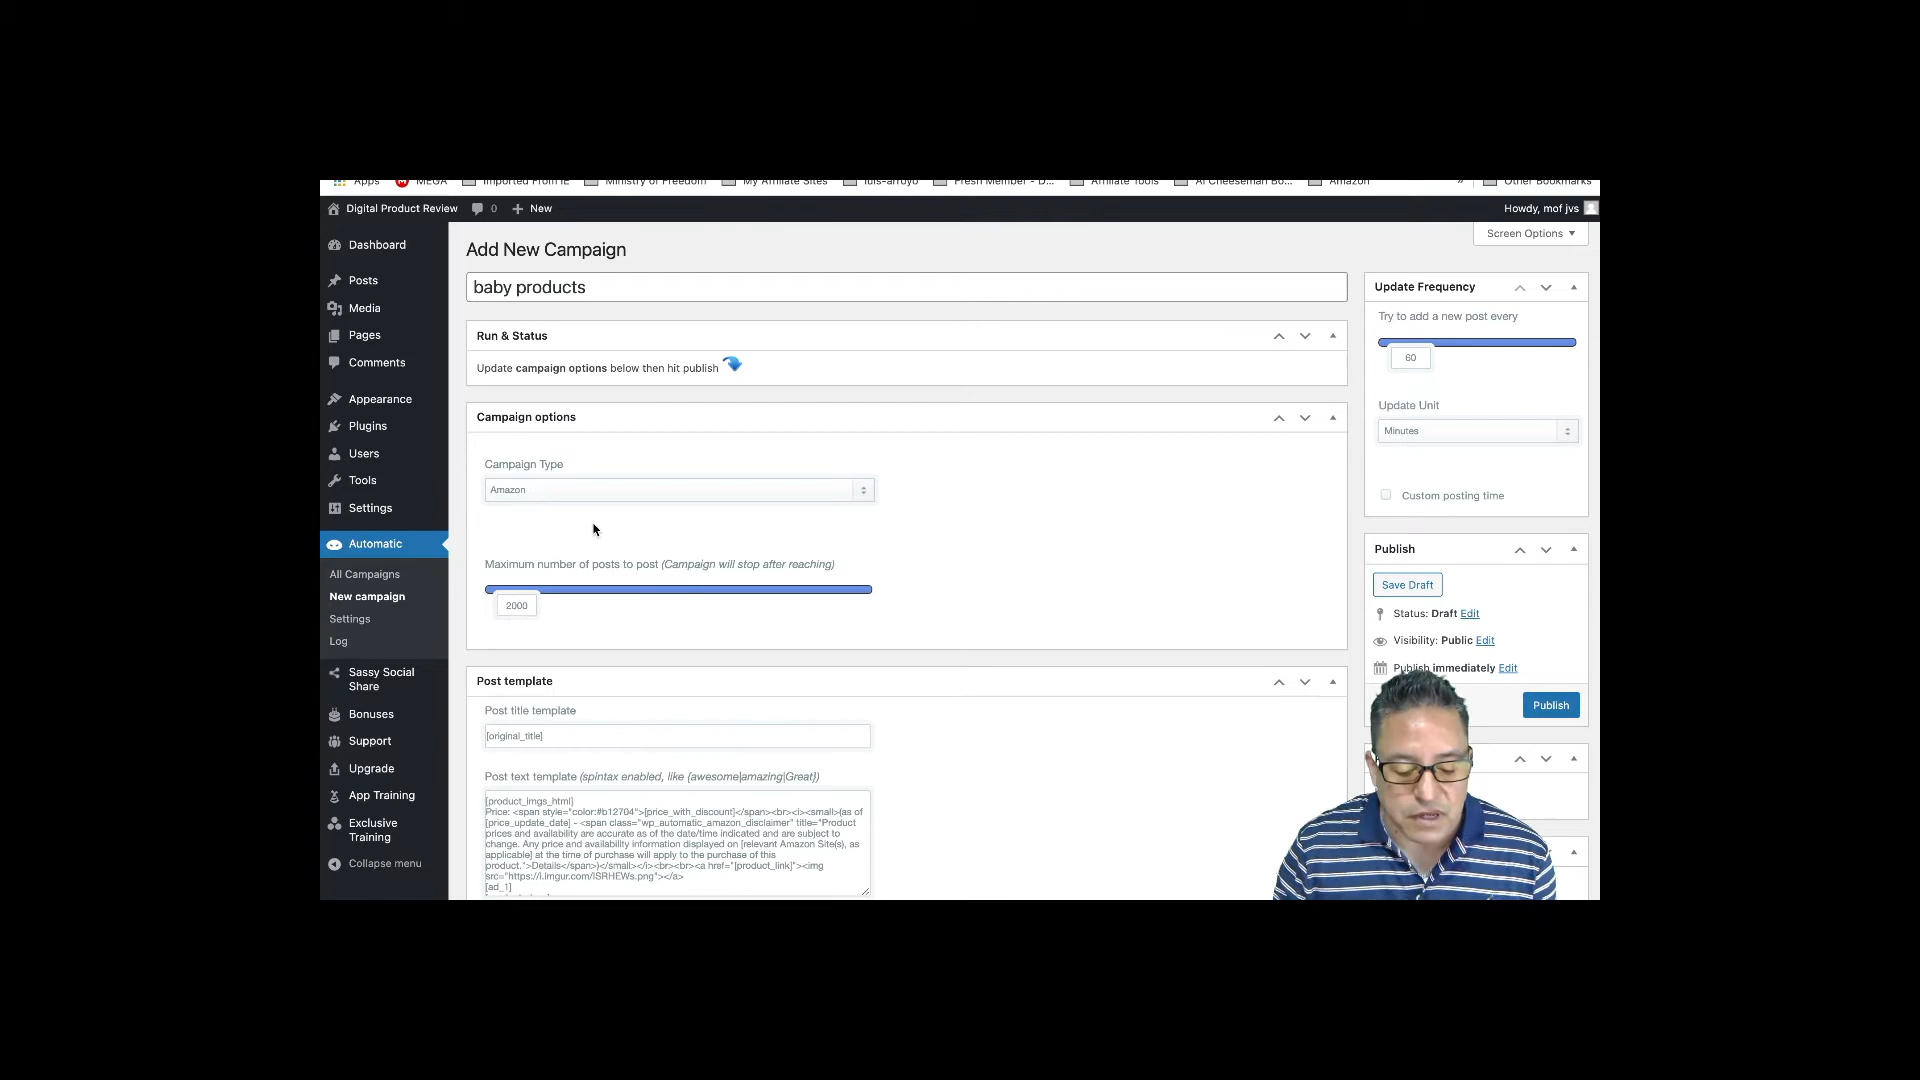 Apps MEGA Imported From IE Ministry of Freedom My Affiliate Sites luis-arroyo Fresh Member - D... Affiliate Tools Al Cheeseman Bo... Amazon » Other Bookmarks
Digital Product Review 0 New Howdy, mof jvs
Screen Options
Dashboard
Posts
Media
Pages
Comments
Appearance
Plugins
Users
Tools
Settings
Automatic
All Campaigns
New campaign
Settings
Log
Sassy Social
Share
Bonuses
Support
Upgrade
App Training
Exclusive
Training
Collapse menu
Add New Campaign
baby products
Run & Status
Update campaign options below then hit publish
Campaign options
Campaign Type
Amazon
Maximum number of posts to post (Campaign will stop after reaching)
2000
Post template
Post title template
[original_title]
Post text template (spintax enabled, like {awesome|amazing|Great})
[product_imgs_html]
Price: <span style="color:#b12704">[price_with_discount]</span><br><i><small>(as of
[price_update_date] - <span class="wp_automatic_amazon_disclaimer" title="Product
prices and availability are accurate as of the date/time indicated and are subject to
change. Any price and availability information displayed on [relevant Amazon Site(s), as
applicable] at the time of purchase will apply to the purchase of this
product.">Details</span>)</small></i><br><br><a href="[product_link]"><img
src="https://i.imgur.com/ISRHEWs.png"></a>
[ad_1]
Update Frequency
Try to add a new post every
60
Update Unit
Minutes
Custom posting time
Publish
Save Draft
Status: Draft Edit
Visibility: Public Edit
Publish immediately Edit
Publish